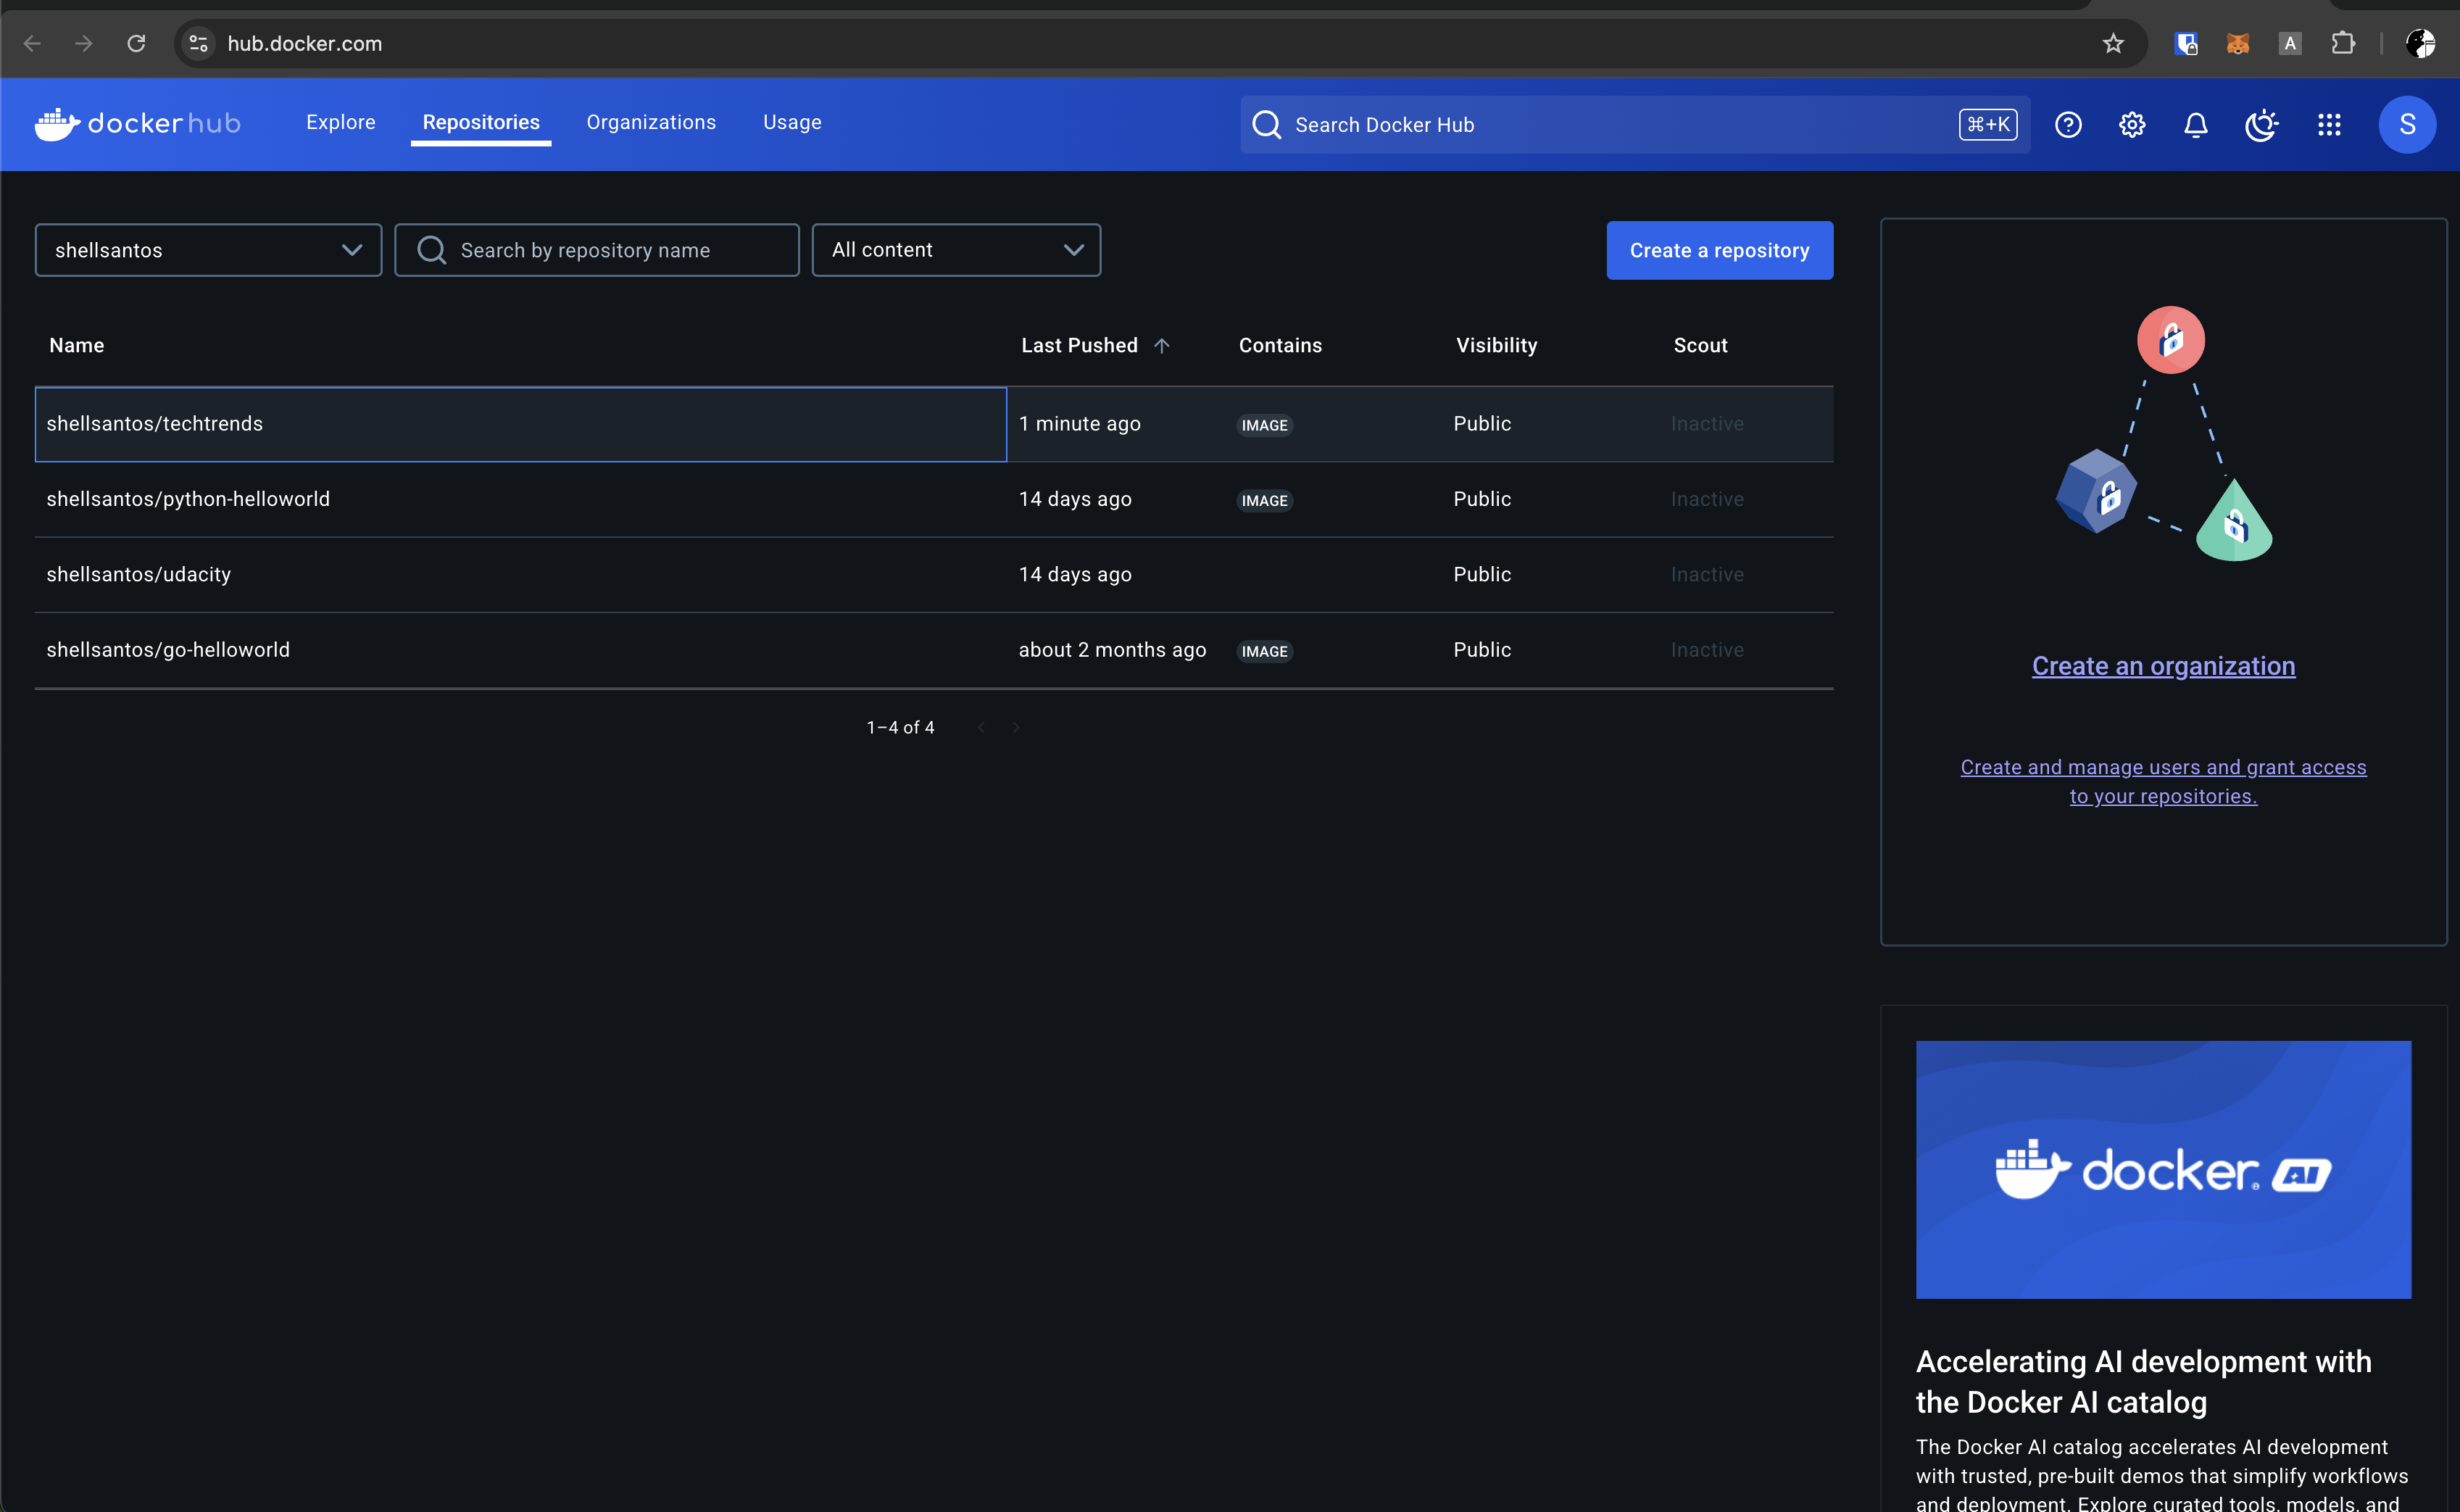 hub.docker.com
A
dockerhub
Explore
Repositories
Organizations
Usage
Search Docker Hub
⌘+K
S
shellsantos
Search by repository name
All content
Create a repository
Name Last Pushed Contains Visibility Scout
shellsantos/techtrends 1 minute ago IMAGE Public Inactive
shellsantos/python-helloworld 14 days ago IMAGE Public Inactive
shellsantos/udacity 14 days ago Public Inactive
shellsantos/go-helloworld about 2 months ago IMAGE Public Inactive
1–4 of 4
Create an organization
Create and manage users and grant access
to your repositories.
docker AI
Accelerating AI development with
the Docker AI catalog
The Docker AI catalog accelerates AI development
with trusted, pre-built demos that simplify workflows
and deployment. Explore curated tools, models, and